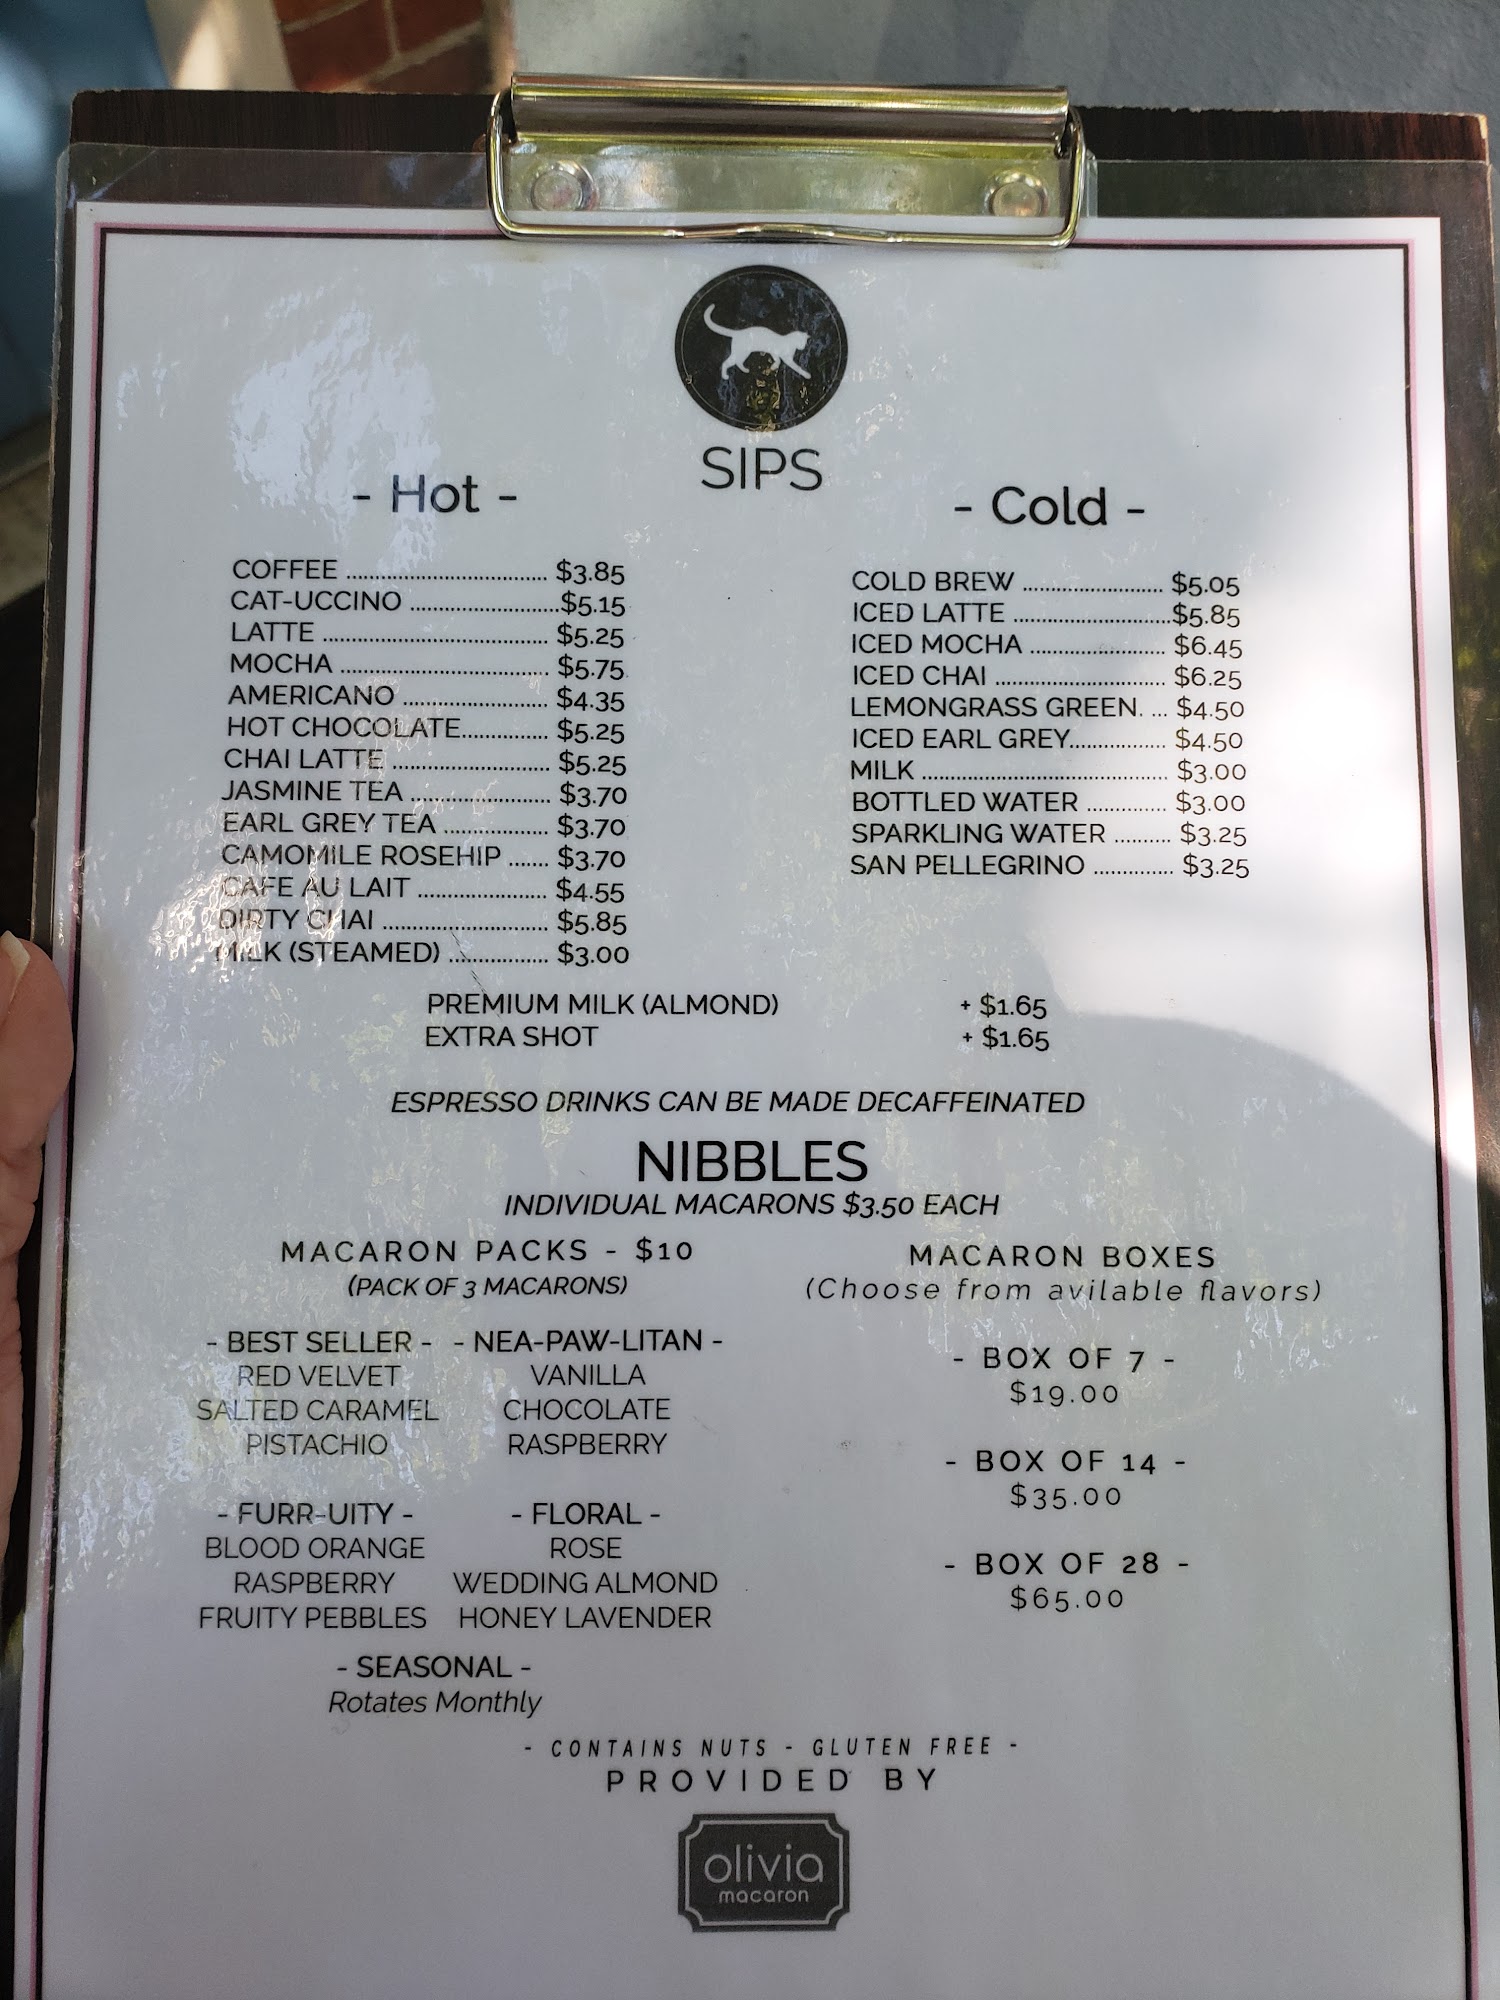 SIPS
- Hot -
COFFEE ................................ $3.85
CAT-UCCINO ........................$5.15
LATTE .................................... $5.25
MOCHA ................................. $5.75
AMERICANO ....................... $4.35
HOT CHOCOLATE.............. $5.25
CHAI LATTE ......................... $5.25
JASMINE TEA ...................... $3.70
EARL GREY TEA ................. $3.70
CAMOMILE ROSEHIP ....... $3.70
CAFE AU LAIT ..................... $4.55
DIRTY CHAI ........................... $5.85
MILK (STEAMED) ................ $3.00
- Cold -
COLD BREW ....................... $5.05
ICED LATTE .........................$5.85
ICED MOCHA ...................... $6.45
ICED CHAI ............................ $6.25
LEMONGRASS GREEN. ... $4.50
ICED EARL GREY................ $4.50
MILK ........................................ $3.00
BOTTLED WATER ............. $3.00
SPARKLING WATER .......... $3.25
SAN PELLEGRINO ............. $3.25
PREMIUM MILK (ALMOND) + $1.65
EXTRA SHOT + $1.65
ESPRESSO DRINKS CAN BE MADE DECAFFEINATED
NIBBLES
INDIVIDUAL MACARONS $3.50 EACH
MACARON PACKS - $10
(PACK OF 3 MACARONS)
- BEST SELLER -
RED VELVET
SALTED CARAMEL
PISTACHIO
- NEA-PAW-LITAN -
VANILLA
CHOCOLATE
RASPBERRY
- FURR-UITY -
BLOOD ORANGE
RASPBERRY
FRUITY PEBBLES
- FLORAL -
ROSE
WEDDING ALMOND
HONEY LAVENDER
- SEASONAL -
Rotates Monthly
MACARON BOXES
(Choose from avilable flavors)
- BOX OF 7 -
$19.00
- BOX OF 14 -
$35.00
- BOX OF 28 -
$65.00
- CONTAINS NUTS - GLUTEN FREE -
PROVIDED BY
olivia
macaron